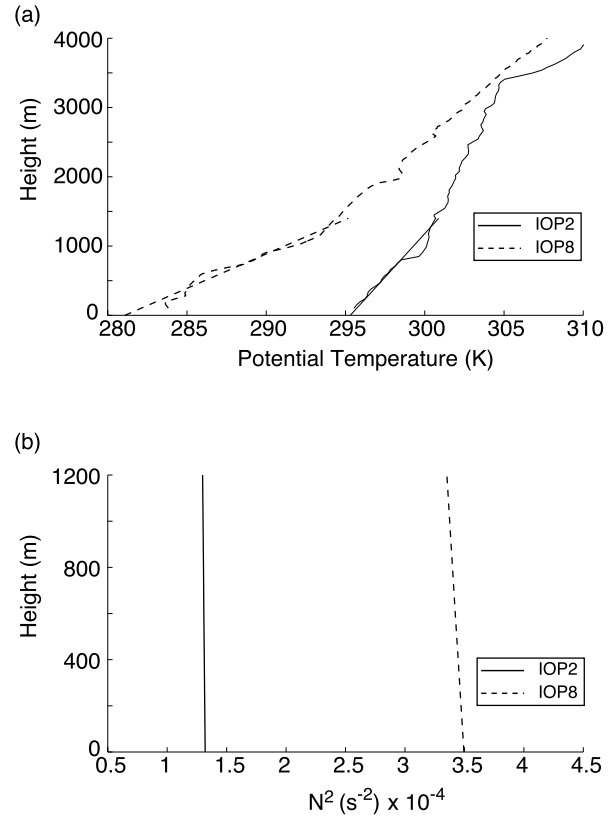 (a)
4000
3000
2000
1000
0
Height (m)
IOP2
IOP8
280 285 290 295 300 305 310
Potential Temperature (K)
(b)
1200
800
400
0
Height (m)
IOP2
IOP8
0.5 1 1.5 2 2.5 3 3.5 4 4.5
N² (s⁻²) x 10⁻⁴